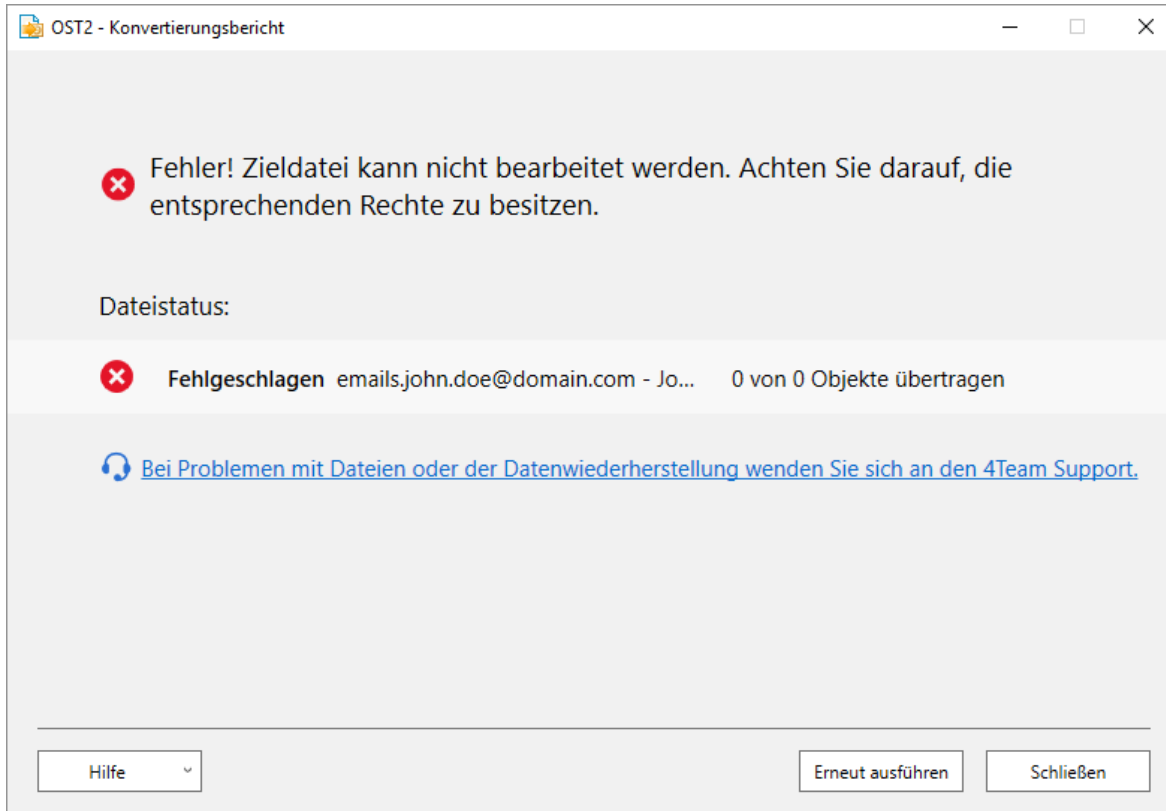 OST2 - Konvertierungsbericht
Fehler! Zieldatei kann nicht bearbeitet werden. Achten Sie darauf, die
entsprechenden Rechte zu besitzen.
Dateistatus:
Fehlgeschlagen emails.john.doe@domain.com - Jo... 0 von 0 Objekte übertragen
Bei Problemen mit Dateien oder der Datenwiederherstellung wenden Sie sich an den 4Team Support.
Hilfe Erneut ausführen Schließen